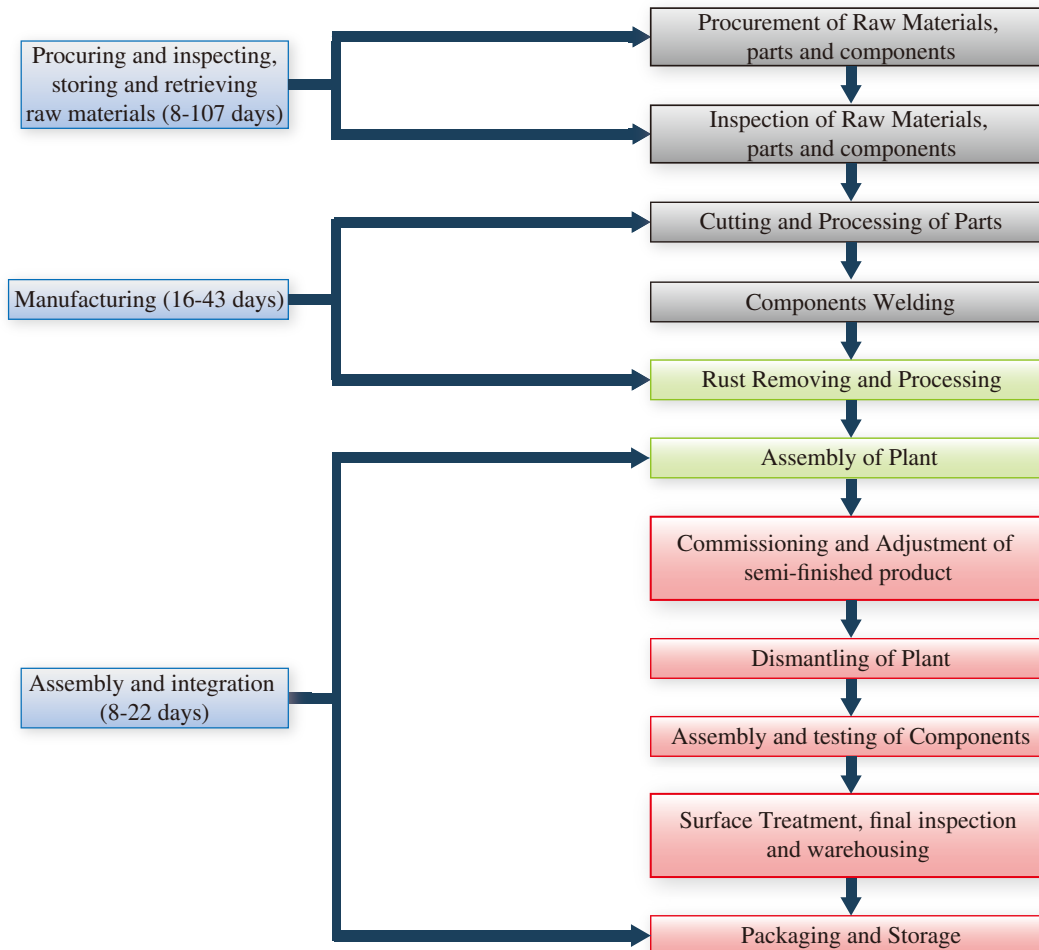 Procuring and inspecting,
storing and retrieving
raw materials (8-107 days)
Procurement of Raw Materials,
parts and components
Inspection of Raw Materials,
parts and components
Manufacturing (16-43 days)
Cutting and Processing of Parts
Components Welding
Rust Removing and Processing
Assembly and integration
(8-22 days)
Assembly of Plant
Commissioning and Adjustment of
semi-finished product
Dismantling of Plant
Assembly and testing of Components
Surface Treatment, final inspection
and warehousing
Packaging and Storage